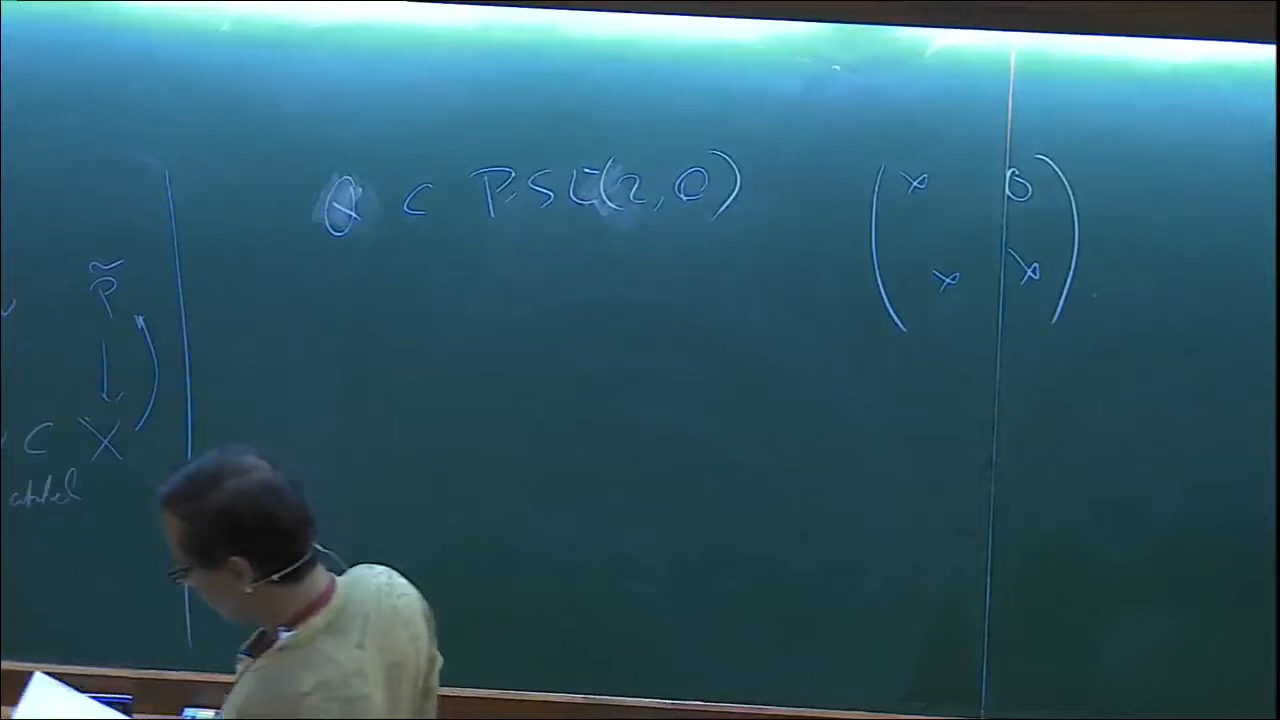 Q ⊂ PSL(2, O)
( x 0
x x )
P̃
↓
⊂ X